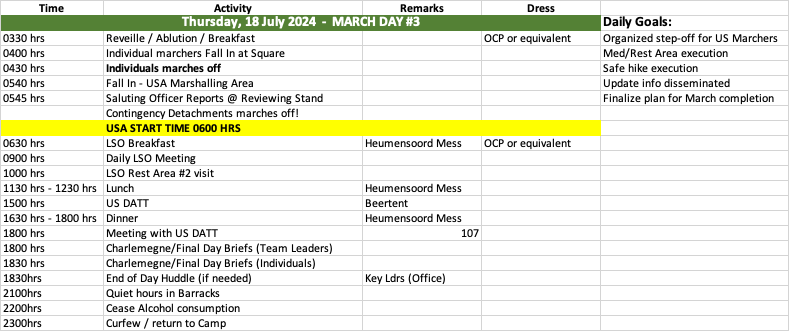 Time Activity Remarks Dress
Thursday, 18 July 2024 - MARCH DAY #3 Daily Goals:
0330 hrs Reveille / Ablution / Breakfast OCP or equivalent Organized step-off for US Marchers
0400 hrs Individual marchers Fall In at Square Med/Rest Area execution
0430 hrs Individuals marches off Safe hike execution
0540 hrs Fall In - USA Marshalling Area Update info disseminated
0545 hrs Saluting Officer Reports @ Reviewing Stand Finalize plan for March completion
Contingency Detachments marches off!
USA START TIME 0600 HRS
0630 hrs LSO Breakfast Heumensoord Mess OCP or equivalent
0900 hrs Daily LSO Meeting
1000 hrs LSO Rest Area #2 visit
1130 hrs - 1230 hrs Lunch Heumensoord Mess
1500 hrs US DATT Beertent
1630 hrs - 1800 hrs Dinner Heumensoord Mess
1800 hrs Meeting with US DATT 107
1800 hrs Charlemegne/Final Day Briefs (Team Leaders)
1830 hrs Charlemegne/Final Day Briefs (Individuals)
1830hrs End of Day Huddle (if needed) Key Ldrs (Office)
2100hrs Quiet hours in Barracks
2200hrs Cease Alcohol consumption
2300hrs Curfew / return to Camp